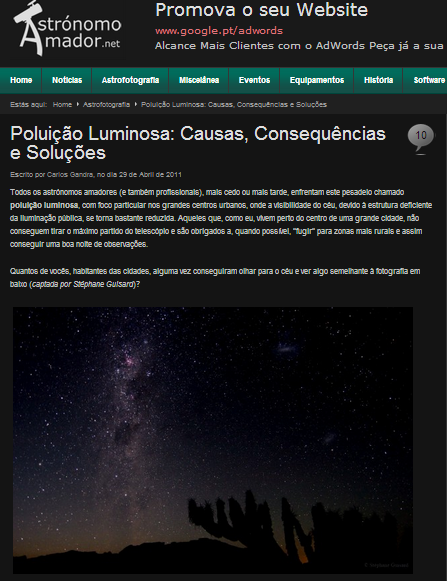 Astrónomo
Amador.net
Promova o seu Website
www.google.pt/adwords
Alcance Mais Clientes com o AdWords Peça já a sua
Home Notícias Astrofotografia Miscelânea Eventos Equipamentos História Software
Estás aqui: Home Astrofotografia Poluição Luminosa: Causas, Consequências e Soluções
Poluição Luminosa: Causas, Consequências
e Soluções
10
Escrito por Carlos Gandra, no dia 29 de Abril de 2011
Todos os astrónomos amadores (e também profissionais), mais cedo ou mais tarde, enfrentam este pesadelo chamado
poluição luminosa, com foco particular nos grandes centros urbanos, onde a visibilidade do céu, devido à estrutura deficiente
da iluminação pública, se torna bastante reduzida. Aqueles que, como eu, vivem perto do centro de uma grande cidade, não
conseguem tirar o máximo partido do telescópio e são obrigados a, quando possível, "fugir" para zonas mais rurais e assim
conseguir uma boa noite de observações.
Quantos de vocês, habitantes das cidades, alguma vez conseguiram olhar para o céu e ver algo semelhante à fotografia em
baixo (captada por Stéphane Guisard)?
© Stéphane Guisard